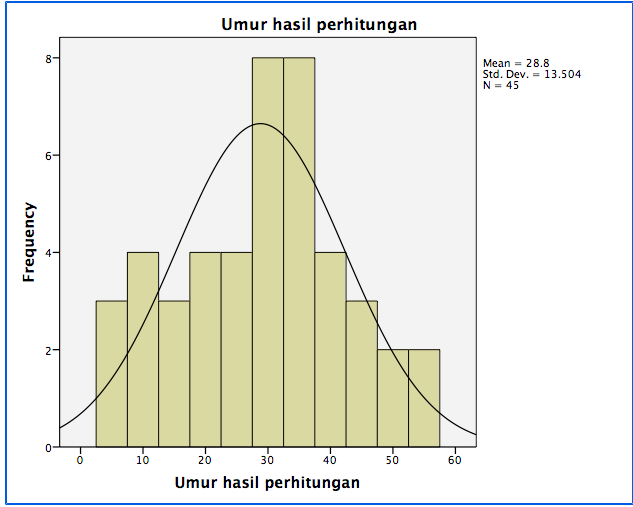 Umur hasil perhitungan
Mean = 28.8
Std. Dev. = 13.504
N = 45
Frequency
8
6
4
2
0
0 10 20 30 40 50 60
Umur hasil perhitungan